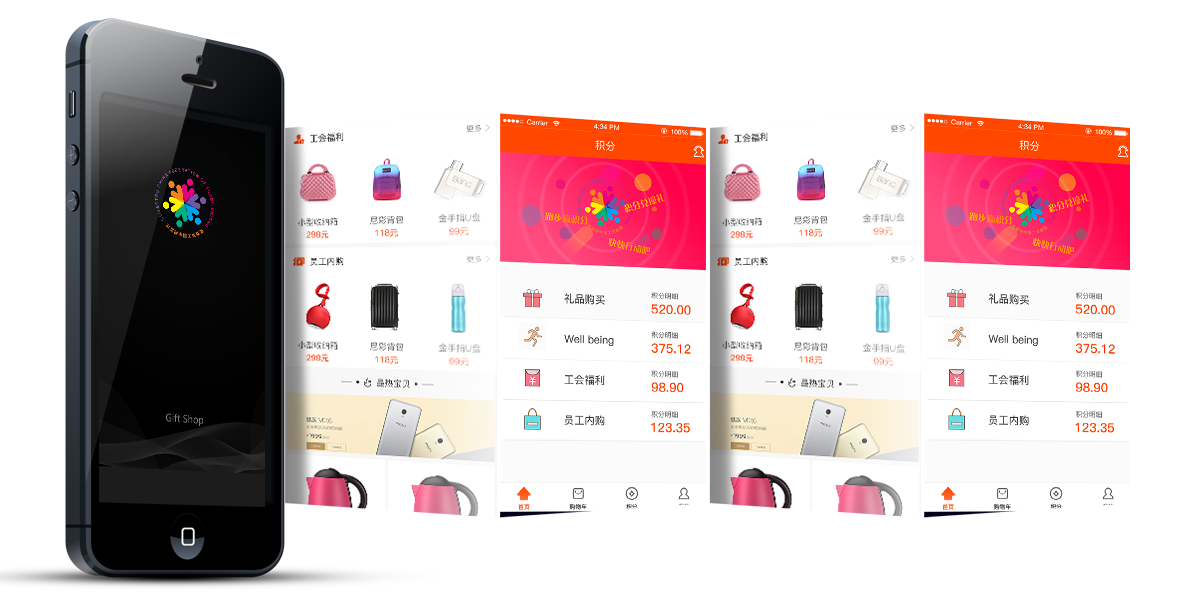 Gift Shop
工会福利
更多
小型收纳箱
298元
尼彩背包
118元
金手指U盘
99元
员工内购
更多
小型收纳箱
298元
尼彩背包
118元
金手指U盘
99元
最热宝贝
Carrier 4:34 PM 100%
积分
跑步赢积分
积分兑换礼
快快行动吧
礼品购买
积分明细
520.00
Well being
积分明细
375.12
工会福利
积分明细
98.90
员工内购
积分明细
123.35
首页
购物车
积分
工会福利
更多
小型收纳箱
298元
尼彩背包
118元
金手指U盘
99元
员工内购
更多
小型收纳箱
298元
尼彩背包
118元
金手指U盘
99元
最热宝贝
Carrier 4:34 PM 100%
积分
跑步赢积分
积分兑换礼
快快行动吧
礼品购买
积分明细
520.00
Well being
积分明细
375.12
工会福利
积分明细
98.90
员工内购
积分明细
123.35
首页
购物车
积分